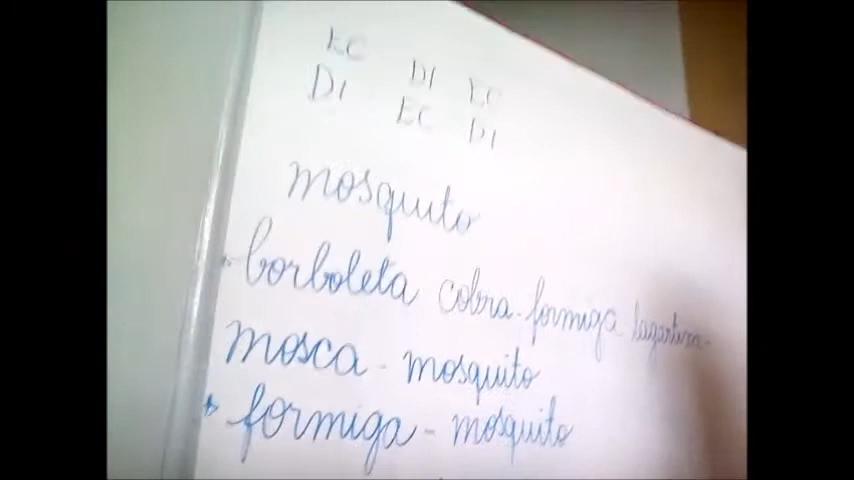 EC DI EC
DI EC DI
mosquito
borboleta cobra - formiga lagartixa -
mosca - mosquito
formiga - mosquito